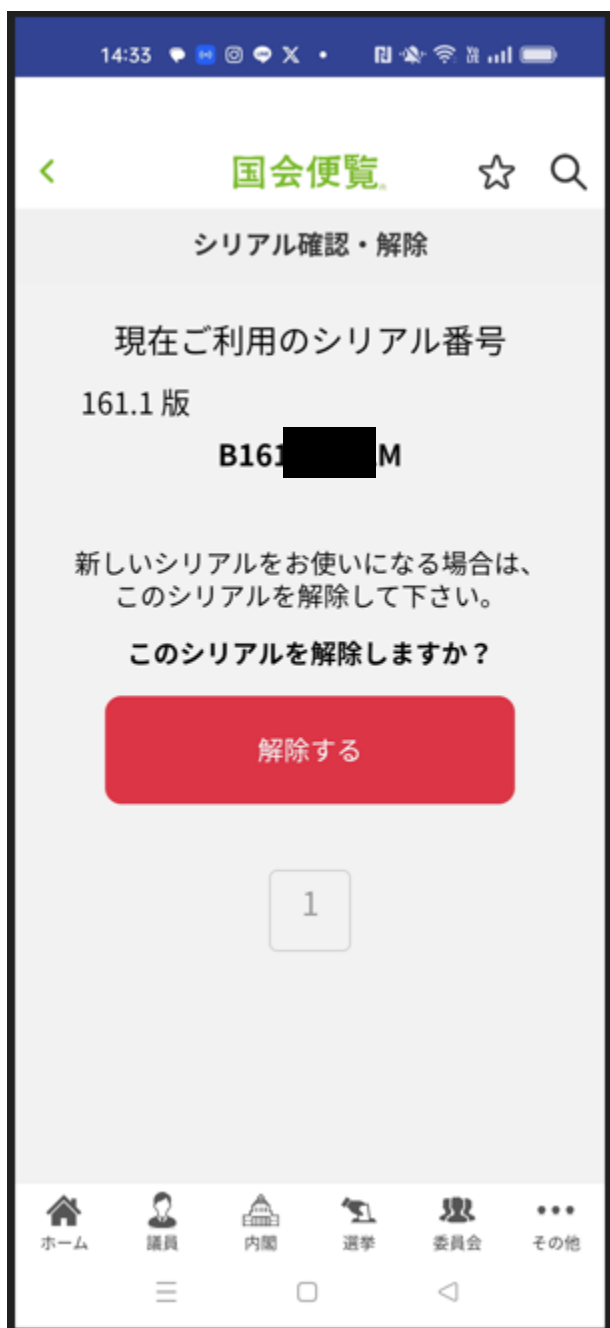 14:33
国会便覧
シリアル確認・解除
現在ご利用のシリアル番号
161.1 版
B161 M
新しいシリアルをお使いになる場合は、
このシリアルを解除して下さい。
このシリアルを解除しますか？
解除する
1
ホーム 議員 内閣 選挙 委員会 その他